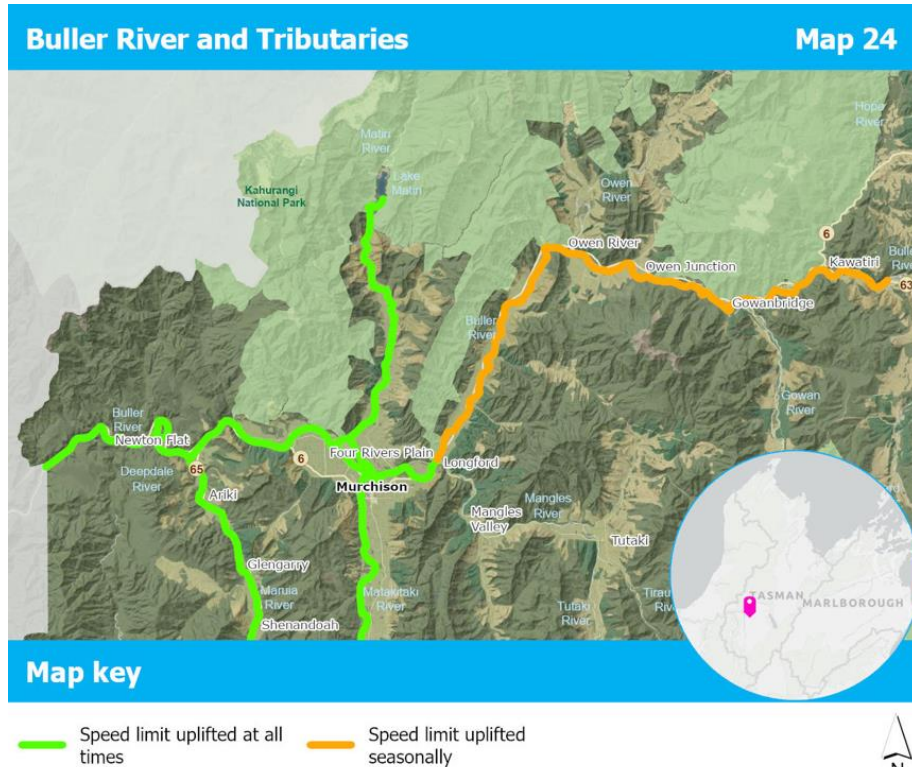 Buller River and Tributaries
Map 24
Hope
River
Matiri
River
Lake
Matiri
Kahurangi
National Park
Owen
River
6
Owen River
Kawatiri
Owen Junction
63
Gowanbridge
Buller
River
Gowan
River
Buller
River
Newton Flat
Four Rivers Plain
Longford
6
Deepdale
River
65
Murchison
Ariki
Mangles
River
Mangles
Valley
Tutaki
Glengarry
Maruia
River
Matakitaki
River
Tutaki
River
Shenandoah
TASMAN
MARLBOROUGH
Map key
Speed limit uplifted at all
times
Speed limit uplifted
seasonally
N